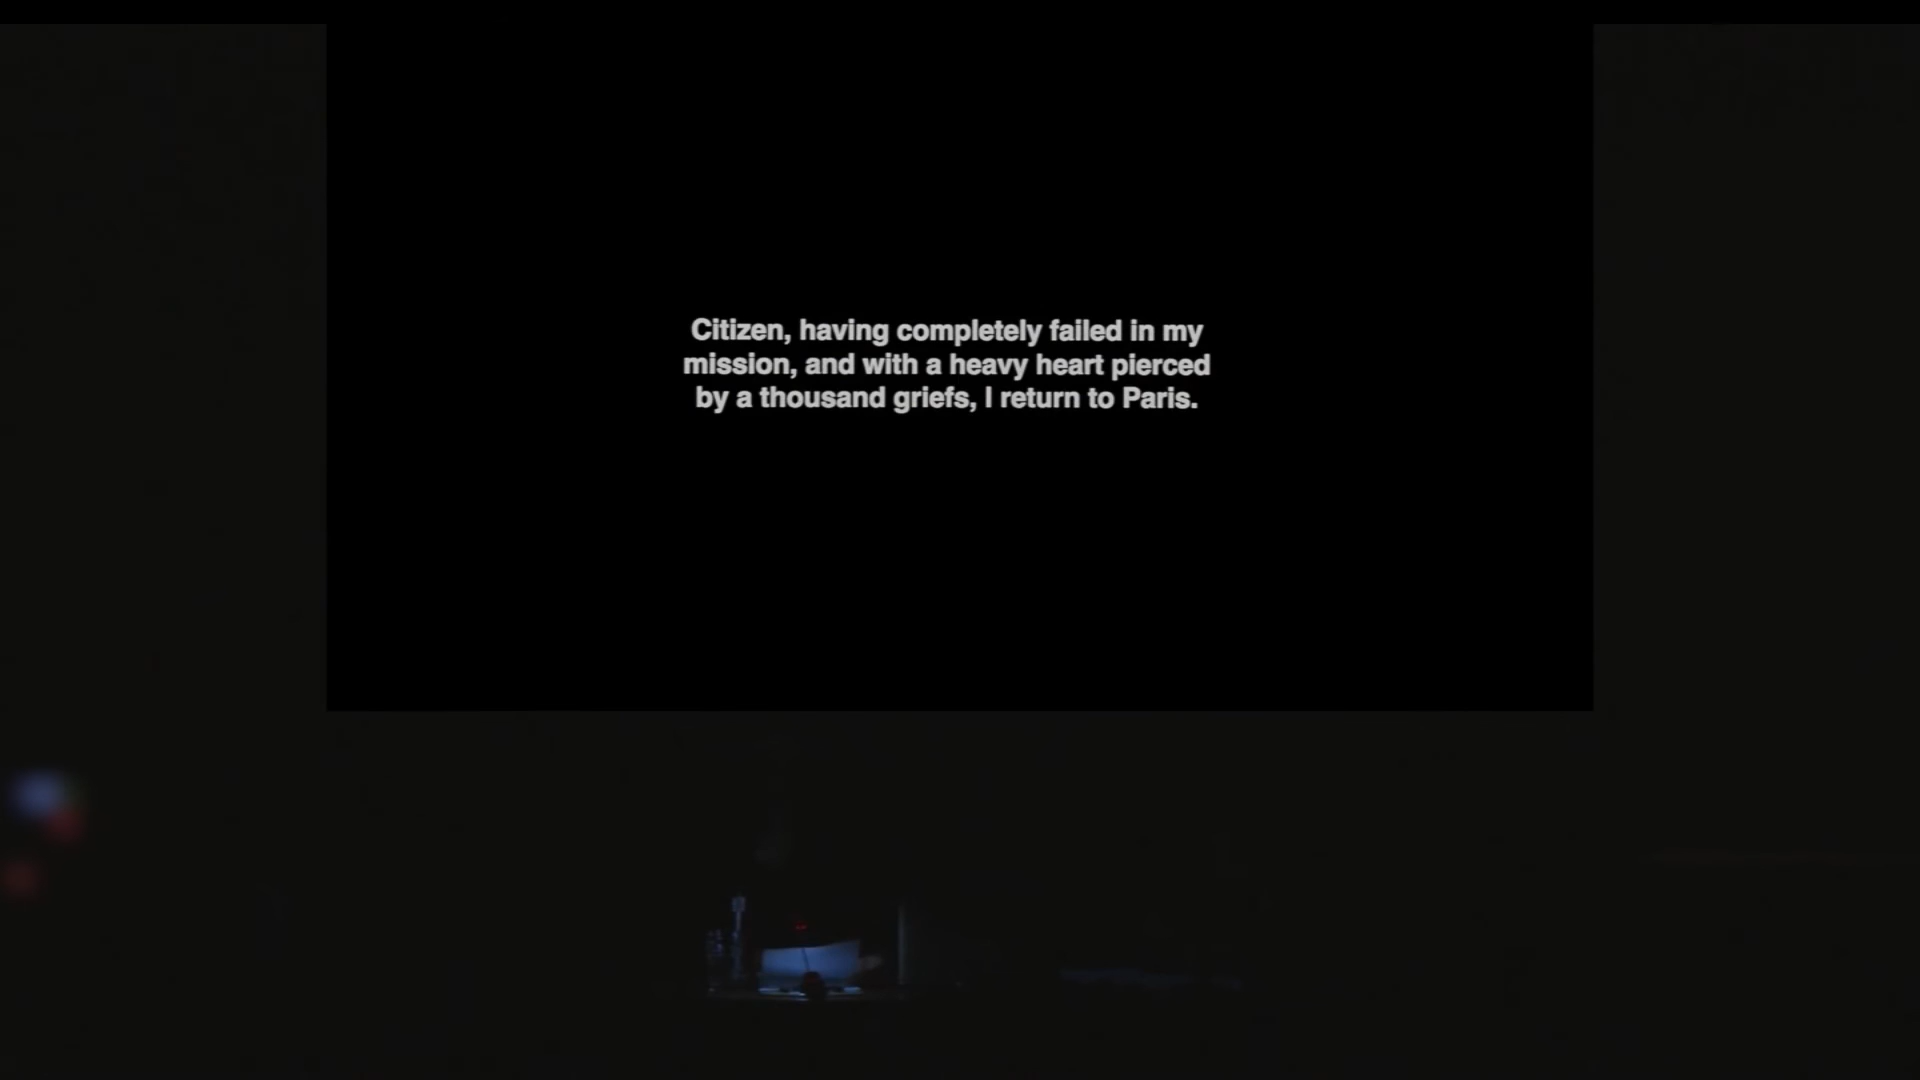 Citizen, having completely failed in my
mission, and with a heavy heart pierced
by a thousand griefs, I return to Paris.